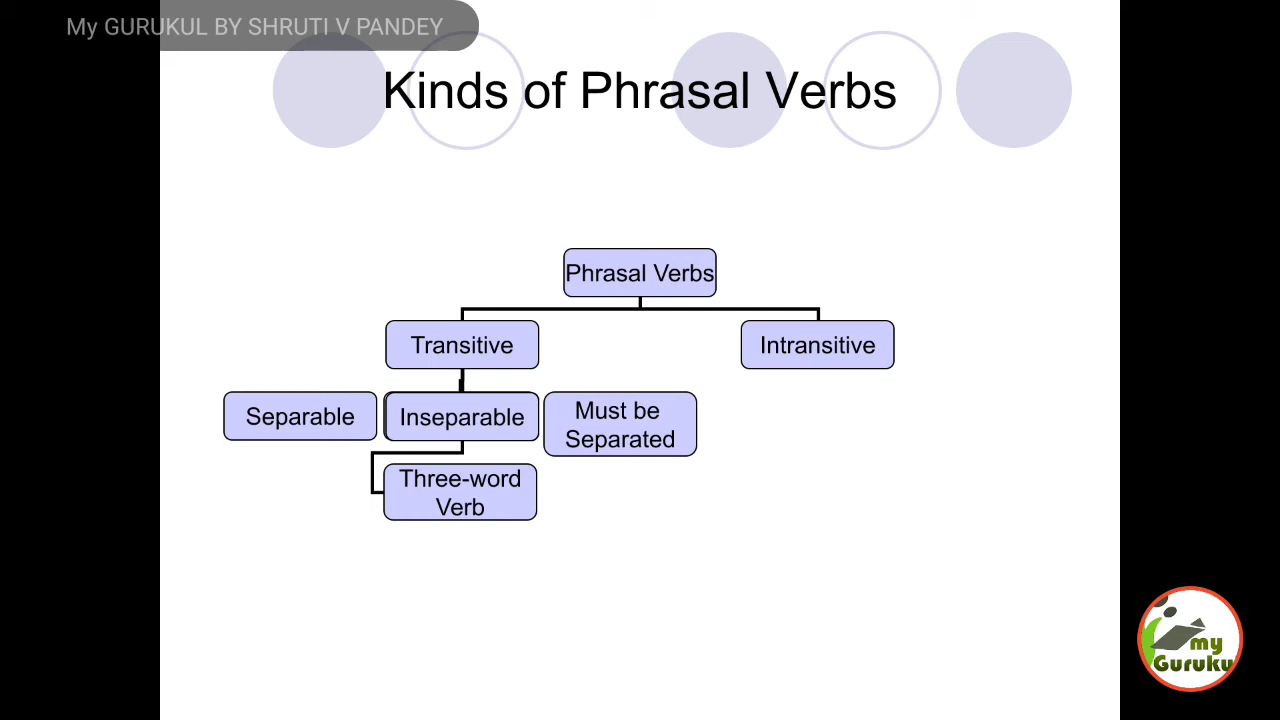 My GURUKUL BY SHRUTI V PANDEY
Kinds of Phrasal Verbs
Phrasal Verbs
Transitive
Intransitive
Separable
Inseparable
Must be
Separated
Three-word
Verb
my
Guruku